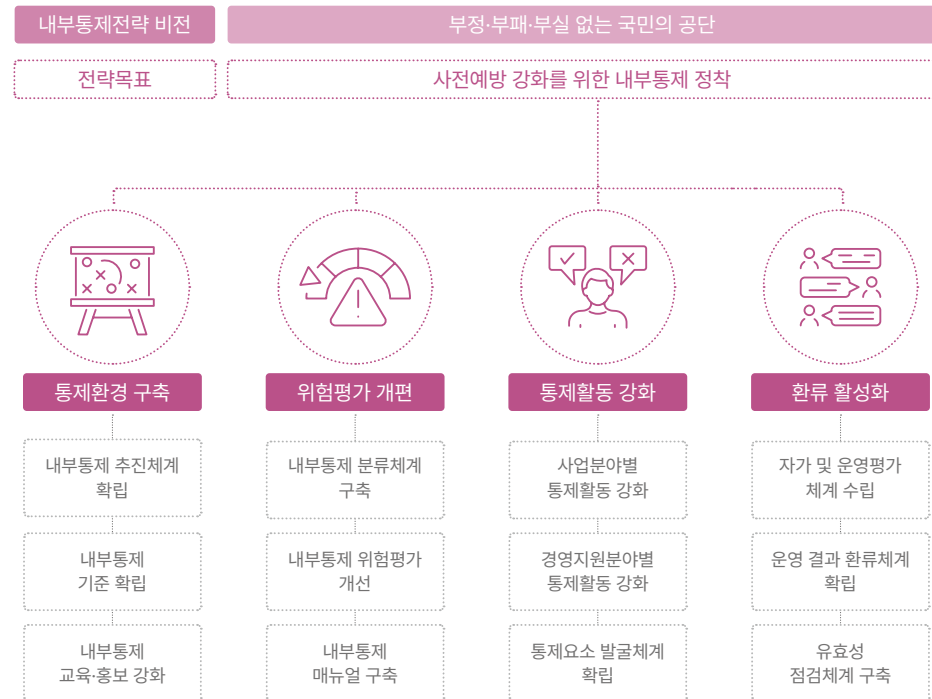 내부통제전략 비전
부정·부패·부실 없는 국민의 공단
전략목표
사전예방 강화를 위한 내부통제 정착
통제환경 구축
위험평가 개편
통제활동 강화
환류 활성화
내부통제 추진체계
확립
내부통제 분류체계
구축
사업분야별
통제활동 강화
자가 및 운영평가
체계 수립
내부통제
기준 확립
내부통제 위험평가
개선
경영지원분야별
통제활동 강화
운영 결과 환류체계
확립
내부통제
교육·홍보 강화
내부통제
매뉴얼 구축
통제요소 발굴체계
확립
유효성
점검체계 구축